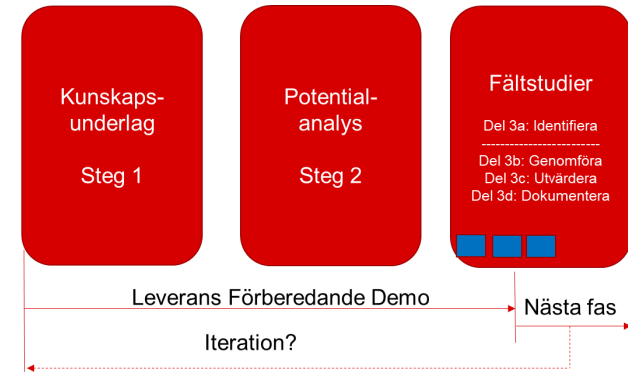 Kunskaps-
underlag
Steg 1
Potential-
analys
Steg 2
Fältstudier
Del 3a: Identifiera
--------------------------
Del 3b: Genomföra
Del 3c: Utvärdera
Del 3d: Dokumentera
Leverans Förberedande Demo
Nästa fas
Iteration?